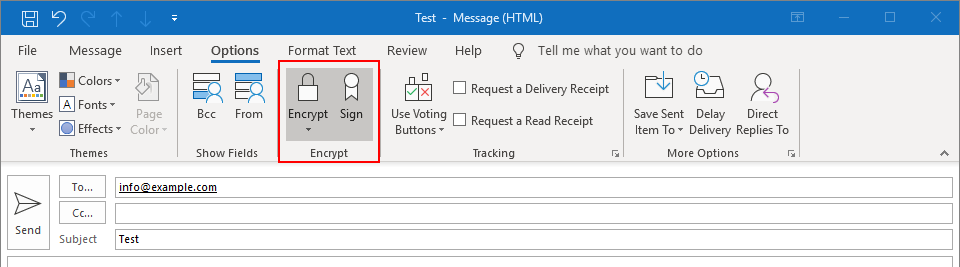 Test - Message (HTML)
File Message Insert Options Format Text Review Help Tell me what you want to do
Aa Themes
Colors
A Fonts
Effects
Page Color
Themes
Bcc From
Show Fields
Encrypt Sign
Encrypt
Use Voting Buttons
Request a Delivery Receipt
Request a Read Receipt
Tracking
Save Sent Item To
Delay Delivery
Direct Replies To
More Options
Send
To... info@example.com
Cc...
Subject Test